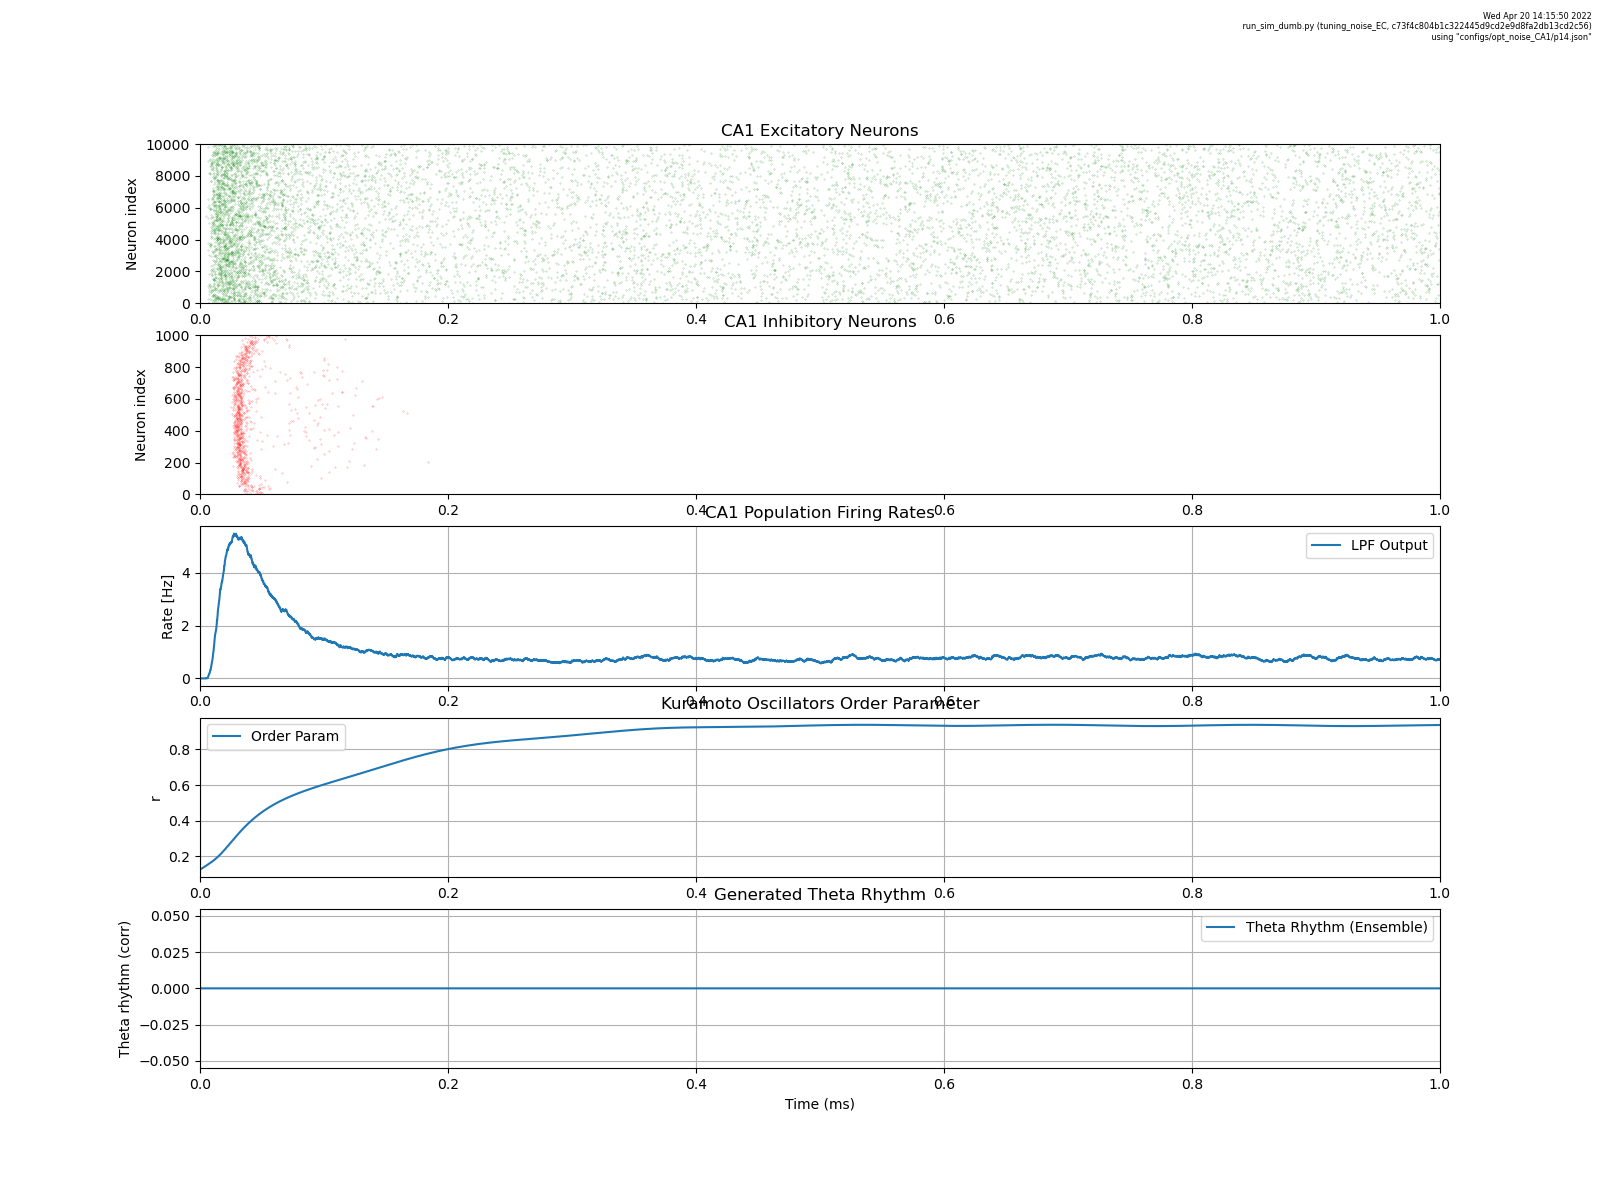 Wed Apr 20 14:15:50 2022
run_sim_dumb.py (tuning_noise_EC, c73f4c804b1c322445d9cd2e9d8fa2db13cd2c56)
using "configs/opt_noise_CA1/p14.json"
CA1 Excitatory Neurons
Neuron index
10000
8000
6000
4000
2000
0
0.0 0.2 0.4 0.6 0.8 1.0
CA1 Inhibitory Neurons
Neuron index
1000
800
600
400
200
0
0.0 0.2 0.4 0.6 0.8 1.0
CA1 Population Firing Rates
LPF Output
Rate [Hz]
4
2
0
0.0 0.2 0.4 0.6 0.8 1.0
Kuramoto Oscillators Order Parameter
Order Param
r
0.8
0.6
0.4
0.2
0.0 0.2 0.4 0.6 0.8 1.0
Generated Theta Rhythm
Theta Rhythm (Ensemble)
Theta rhythm (corr)
0.050
0.025
0.000
−0.025
−0.050
0.0 0.2 0.4 0.6 0.8 1.0
Time (ms)